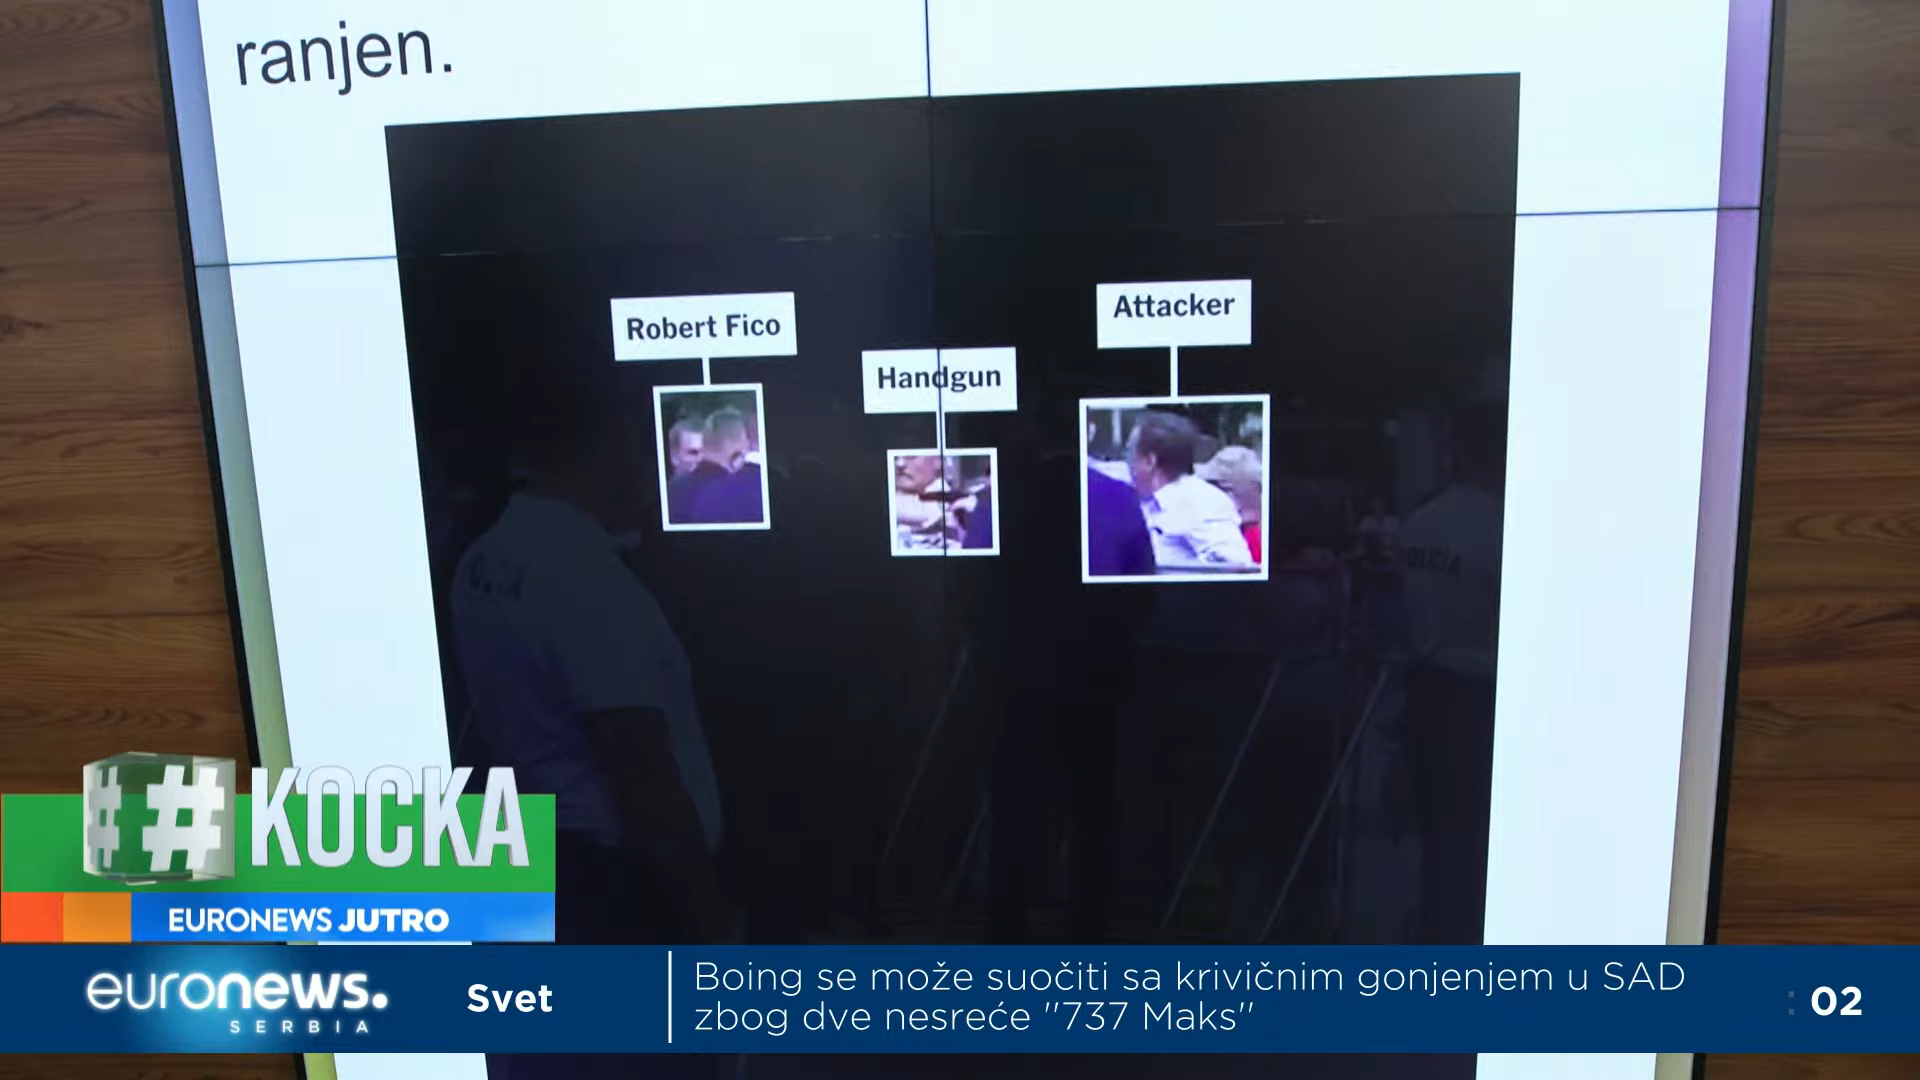 ranjen.
Robert Fico
Handgun
Attacker
POLÍCIA
##KOCKA
EURONEWS JUTRO
euronews.
SERBIA
Svet
Boing se može suočiti sa krivičnim gonjenjem u SAD
zbog dve nesreće "737 Maks"
: 02